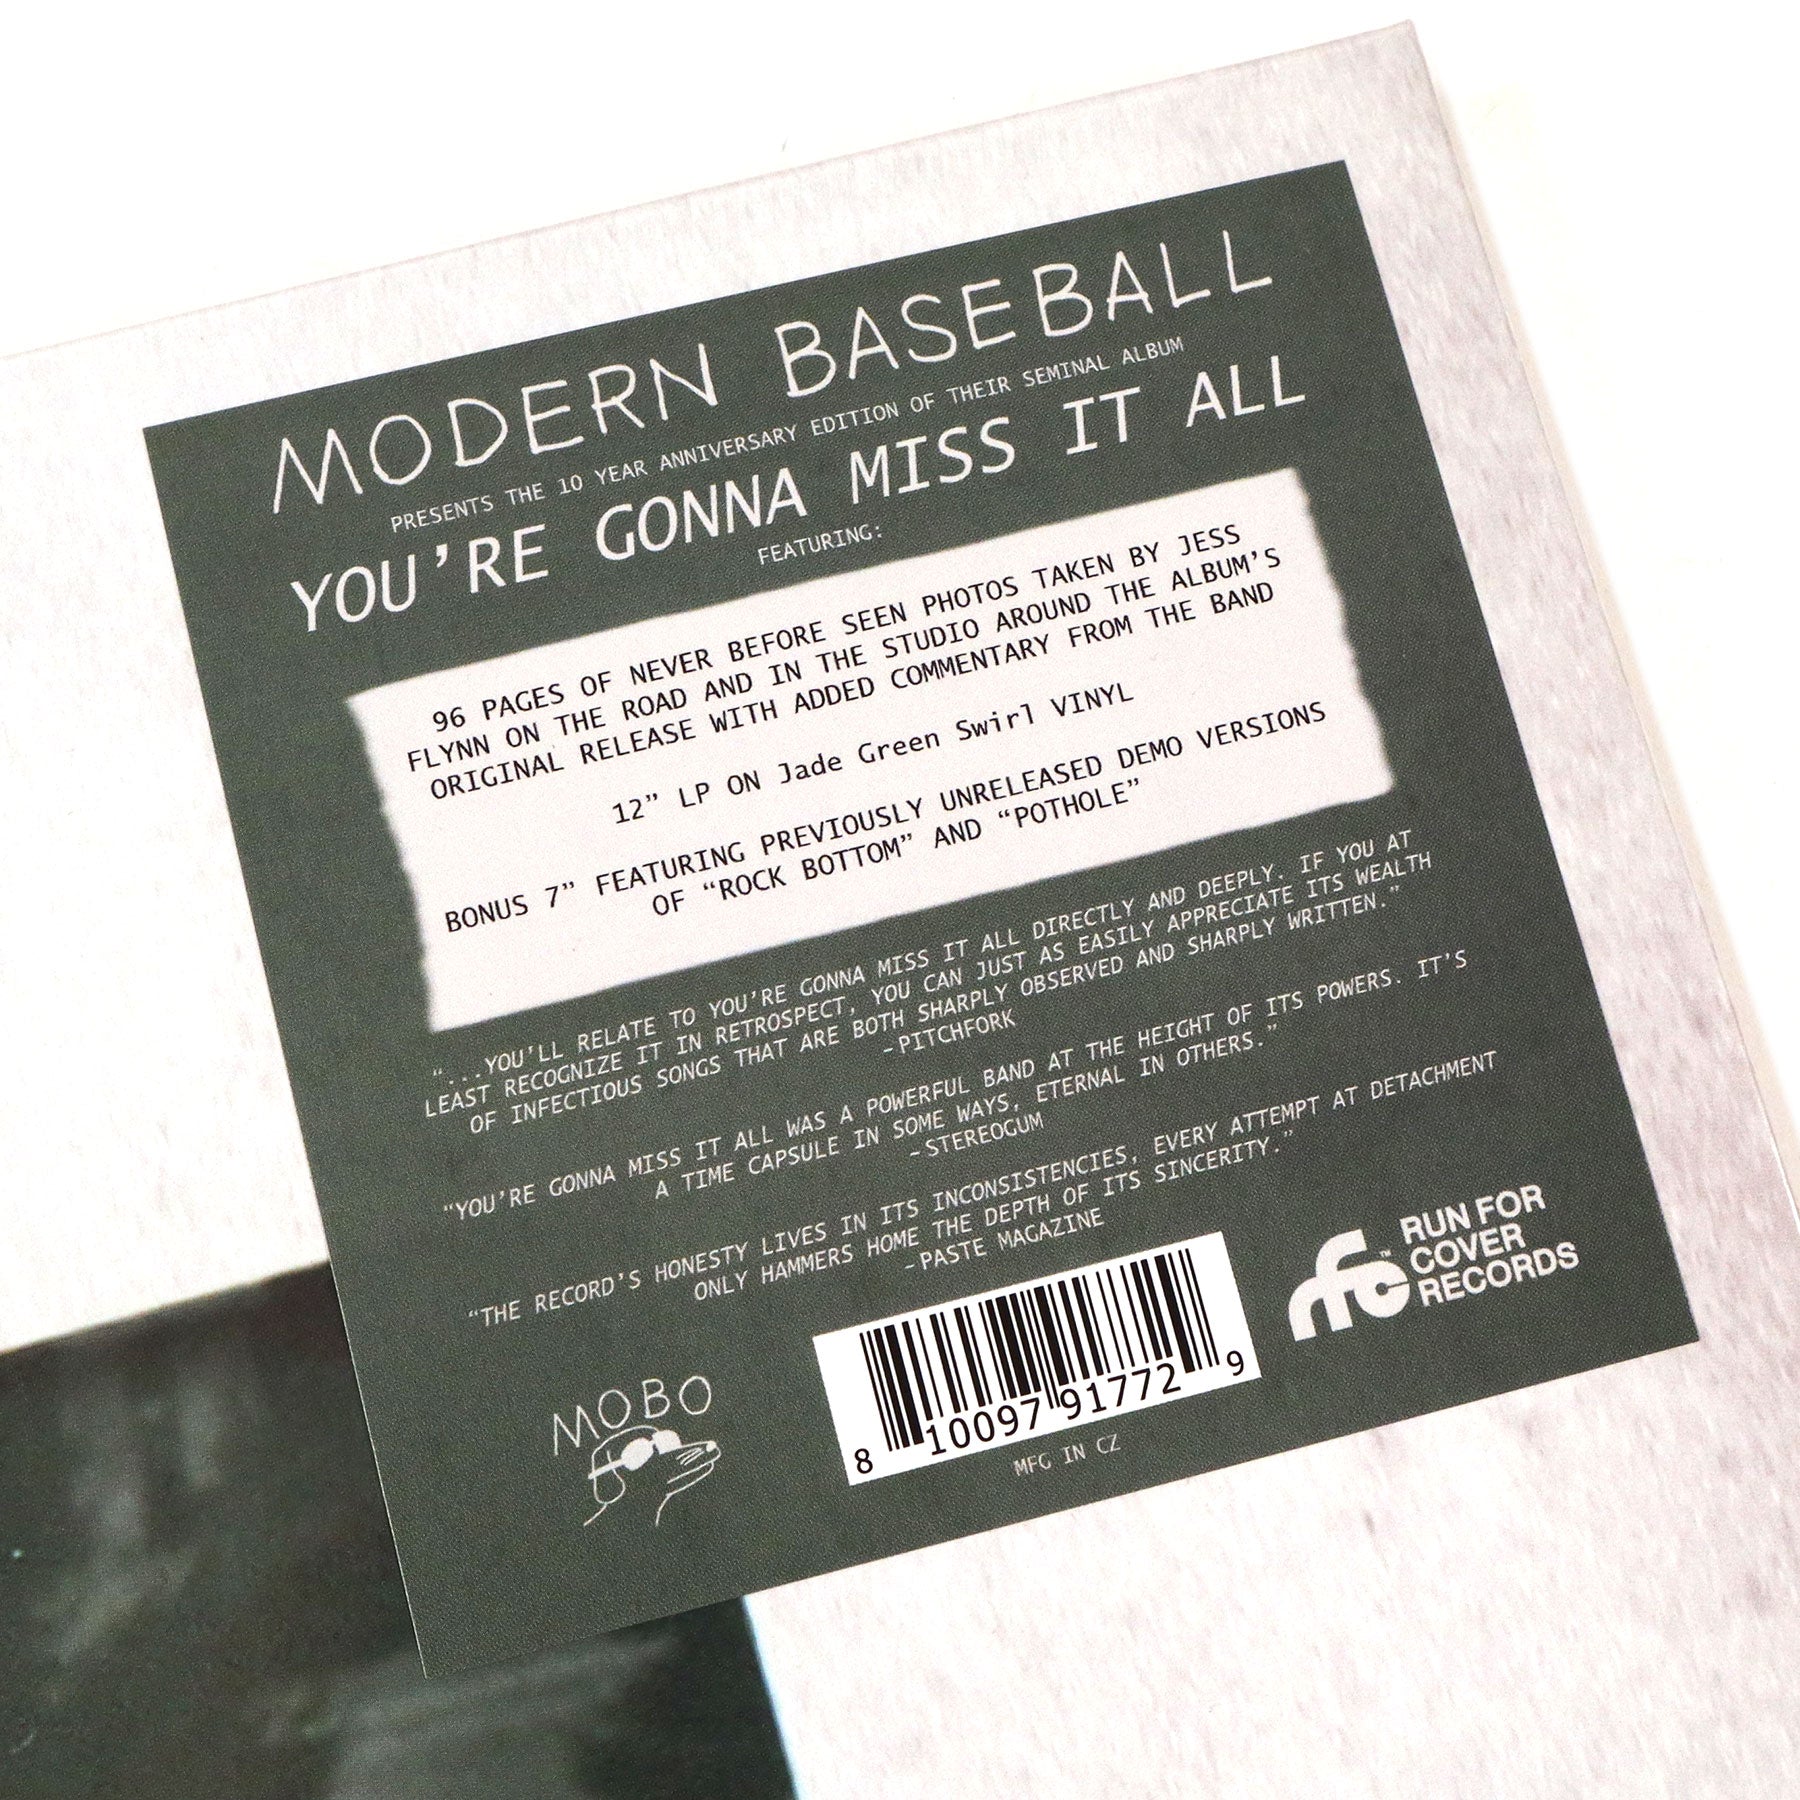 MODERN BASEBALL
PRESENTS THE 10 YEAR ANNIVERSARY EDITION OF THEIR SEMINAL ALBUM
YOU'RE GONNA MISS IT ALL
FEATURING:
96 PAGES OF NEVER BEFORE SEEN PHOTOS TAKEN BY JESS
FLYNN ON THE ROAD AND IN THE STUDIO AROUND THE ALBUM'S
ORIGINAL RELEASE WITH ADDED COMMENTARY FROM THE BAND
12” LP ON Jade Green Swirl VINYL
BONUS 7” FEATURING PREVIOUSLY UNRELEASED DEMO VERSIONS
OF “ROCK BOTTOM” AND “POTHOLE”
“...YOU'LL RELATE TO YOU'RE GONNA MISS IT ALL DIRECTLY AND DEEPLY. IF YOU AT
LEAST RECOGNIZE IT IN RETROSPECT, YOU CAN JUST AS EASILY APPRECIATE ITS WEALTH
OF INFECTIOUS SONGS THAT ARE BOTH SHARPLY OBSERVED AND SHARPLY WRITTEN.”
-PITCHFORK
“YOU'RE GONNA MISS IT ALL WAS A POWERFUL BAND AT THE HEIGHT OF ITS POWERS. IT'S
A TIME CAPSULE IN SOME WAYS, ETERNAL IN OTHERS.”
-STEREOGUM
“THE RECORD'S HONESTY LIVES IN ITS INCONSISTENCIES, EVERY ATTEMPT AT DETACHMENT
ONLY HAMMERS HOME THE DEPTH OF ITS SINCERITY.”
-PASTE MAGAZINE
MOBO
8 10097 91772 9
MFG IN CZ
rfc™
RUN FOR
COVER
RECORDS